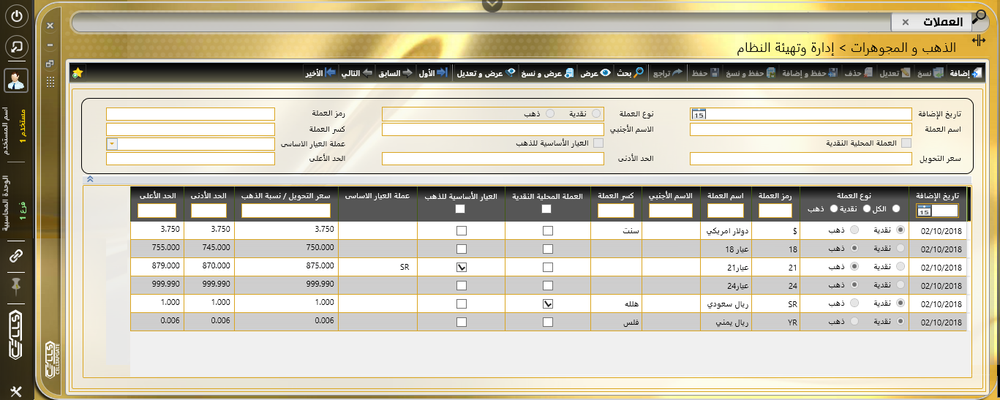 العملات
الذهب و المجوهرات > إدارة وتهيئة النظام
إضافة نسخ تعديل حذف حفظ و إضافة حفظ و نسخ حفظ تراجع بحث عرض عرض و نسخ عرض و تعديل الأول السابق التالي الأخير
تاريخ الإضافة 15 نوع العملة نقدية ذهب رمز العملة
اسم العملة الاسم الأجنبي كسر العملة
العملة المحلية النقدية العيار الأساسية للذهب عملة العيار الاساسى
سعر التحويل الحد الأدنى الحد الأعلى
تاريخ الإضافة نوع العملة رمز العملة اسم العملة الاسم الأجنبي كسر العملة العملة المحلية النقدية العيار الأساسية للذهب عملة العيار الاساسى سعر التحويل / نسبة الذهب الحد الأدنى الحد الأعلى
15 الكل نقدية ذهب
02/10/2018 نقدية ذهب $ دولار امريكي سنت 3.750 3.750 3.750
02/10/2018 نقدية ذهب 18 عيار 18 750.000 745.000 755.000
02/10/2018 نقدية ذهب 21 عيار21 SR 875.000 870.000 879.000
02/10/2018 نقدية ذهب 24 عيار24 999.990 999.990 999.990
02/10/2018 نقدية ذهب SR ريال سعودي هلله 1.000 1.000 1.000
02/10/2018 نقدية ذهب YR ريال يمني فلس 0.006 0.006 0.006
اسم المستخدم
مستخدم 1
الوحدة المحاسبية
فرع 1
CELLS
CELLS
CELLTAPGATE